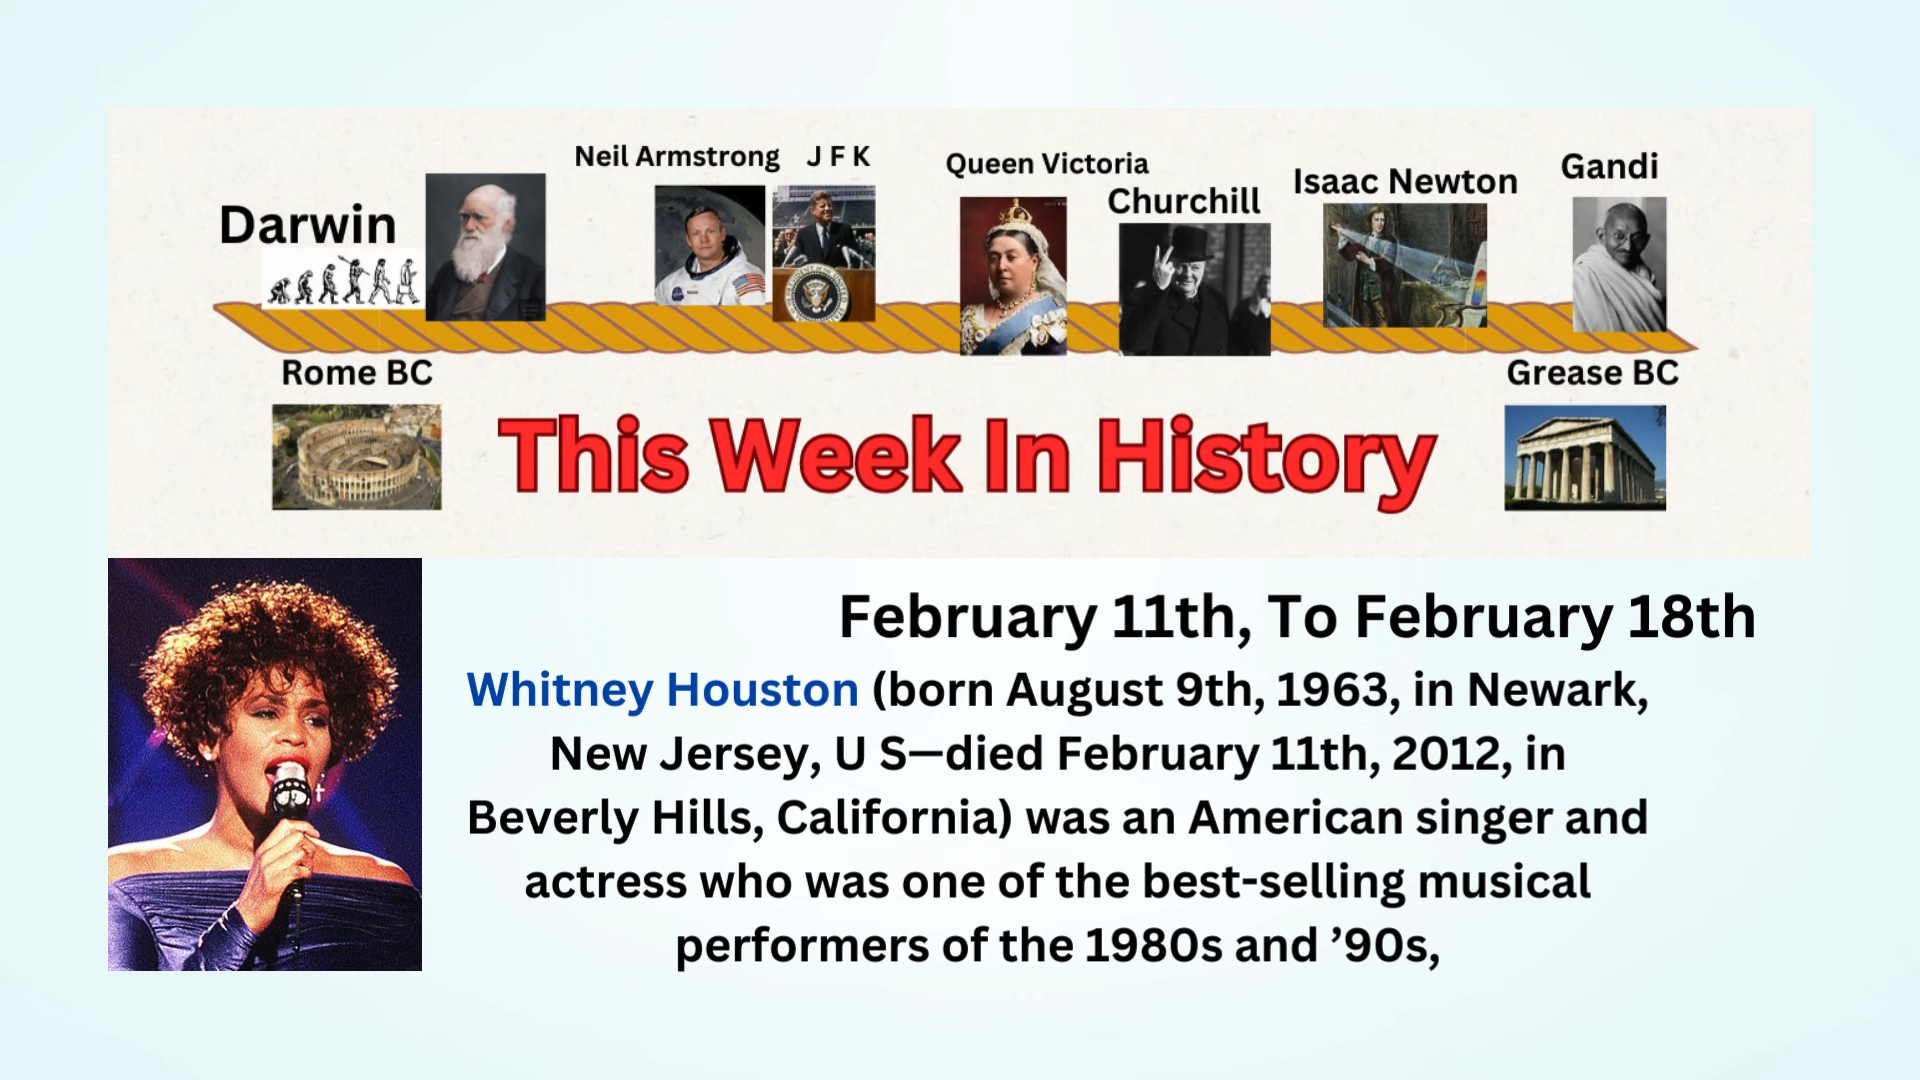 Neil Armstrong
J F K
Queen Victoria
Gandi
Isaac Newton
Churchill
Darwin
Rome BC
Grease BC
This Week In History
February 11th, To February 18th
Whitney Houston (born August 9th, 1963, in Newark,
New Jersey, U S—died February 11th, 2012, in
Beverly Hills, California) was an American singer and
actress who was one of the best-selling musical
performers of the 1980s and ’90s,